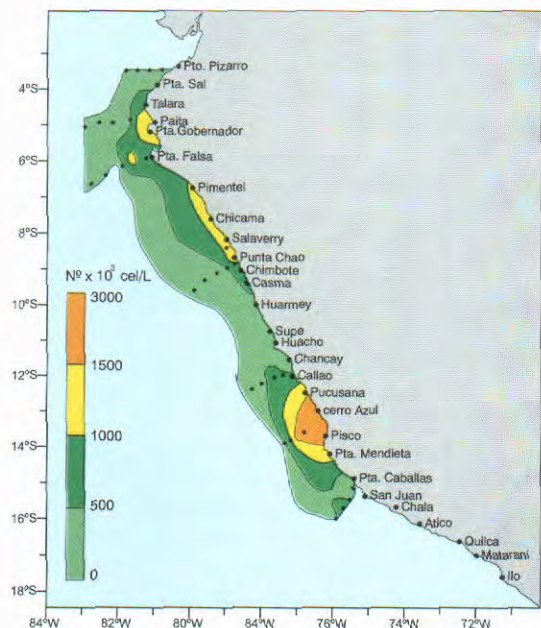 Pto. Pizarro
4°S
Pta. Sal
Talara
Paita
Pta.Gobernador
6°S
Pta. Falsa
Pimentel
Chicama
8°S
Salaverry
Punta Chao
Nº x 10³ cel/L
Chimbote
Casma
3000
10°S
Huarmey
Supe
Huacho
1500
Chancay
12°S
Callao
Pucusana
1000
cerro Azul
Pisco
14°S
Pta. Mendieta
500
Pta. Caballas
San Juan
Chala
16°S
Atico
0
Quilca
Matarani
Ilo
18°S
84°W 82°W 80°W 84°W 78°W 76°W 74°W 72°W